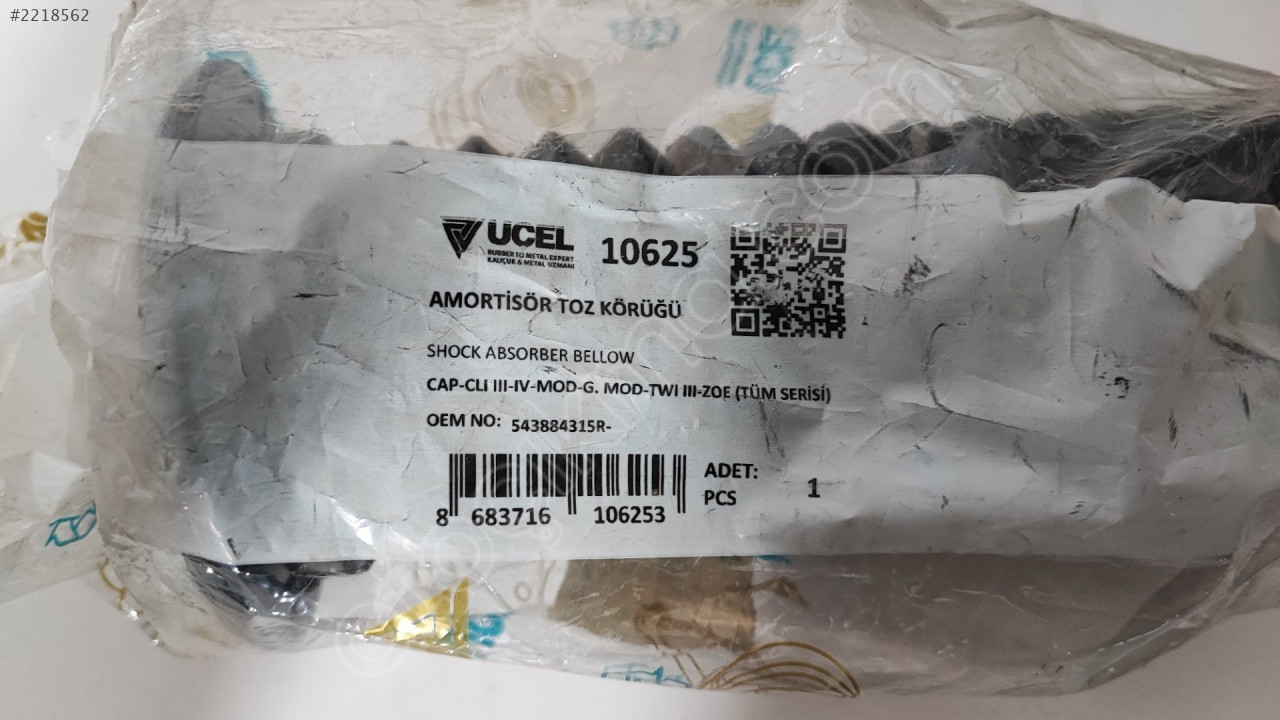 #2218562
UCEL
RUBBER TO METAL EXPERT
KAUÇUK & METAL UZMANI
10625
AMORTİSÖR TOZ KÖRÜĞÜ
SHOCK ABSORBER BELLOW
CAP-CLI III-IV-MOD-G. MOD-TWI III-ZOE (TÜM SERİSİ)
OEM NO: 543884315R-
ADET:
PCS
1
8 683716 106253